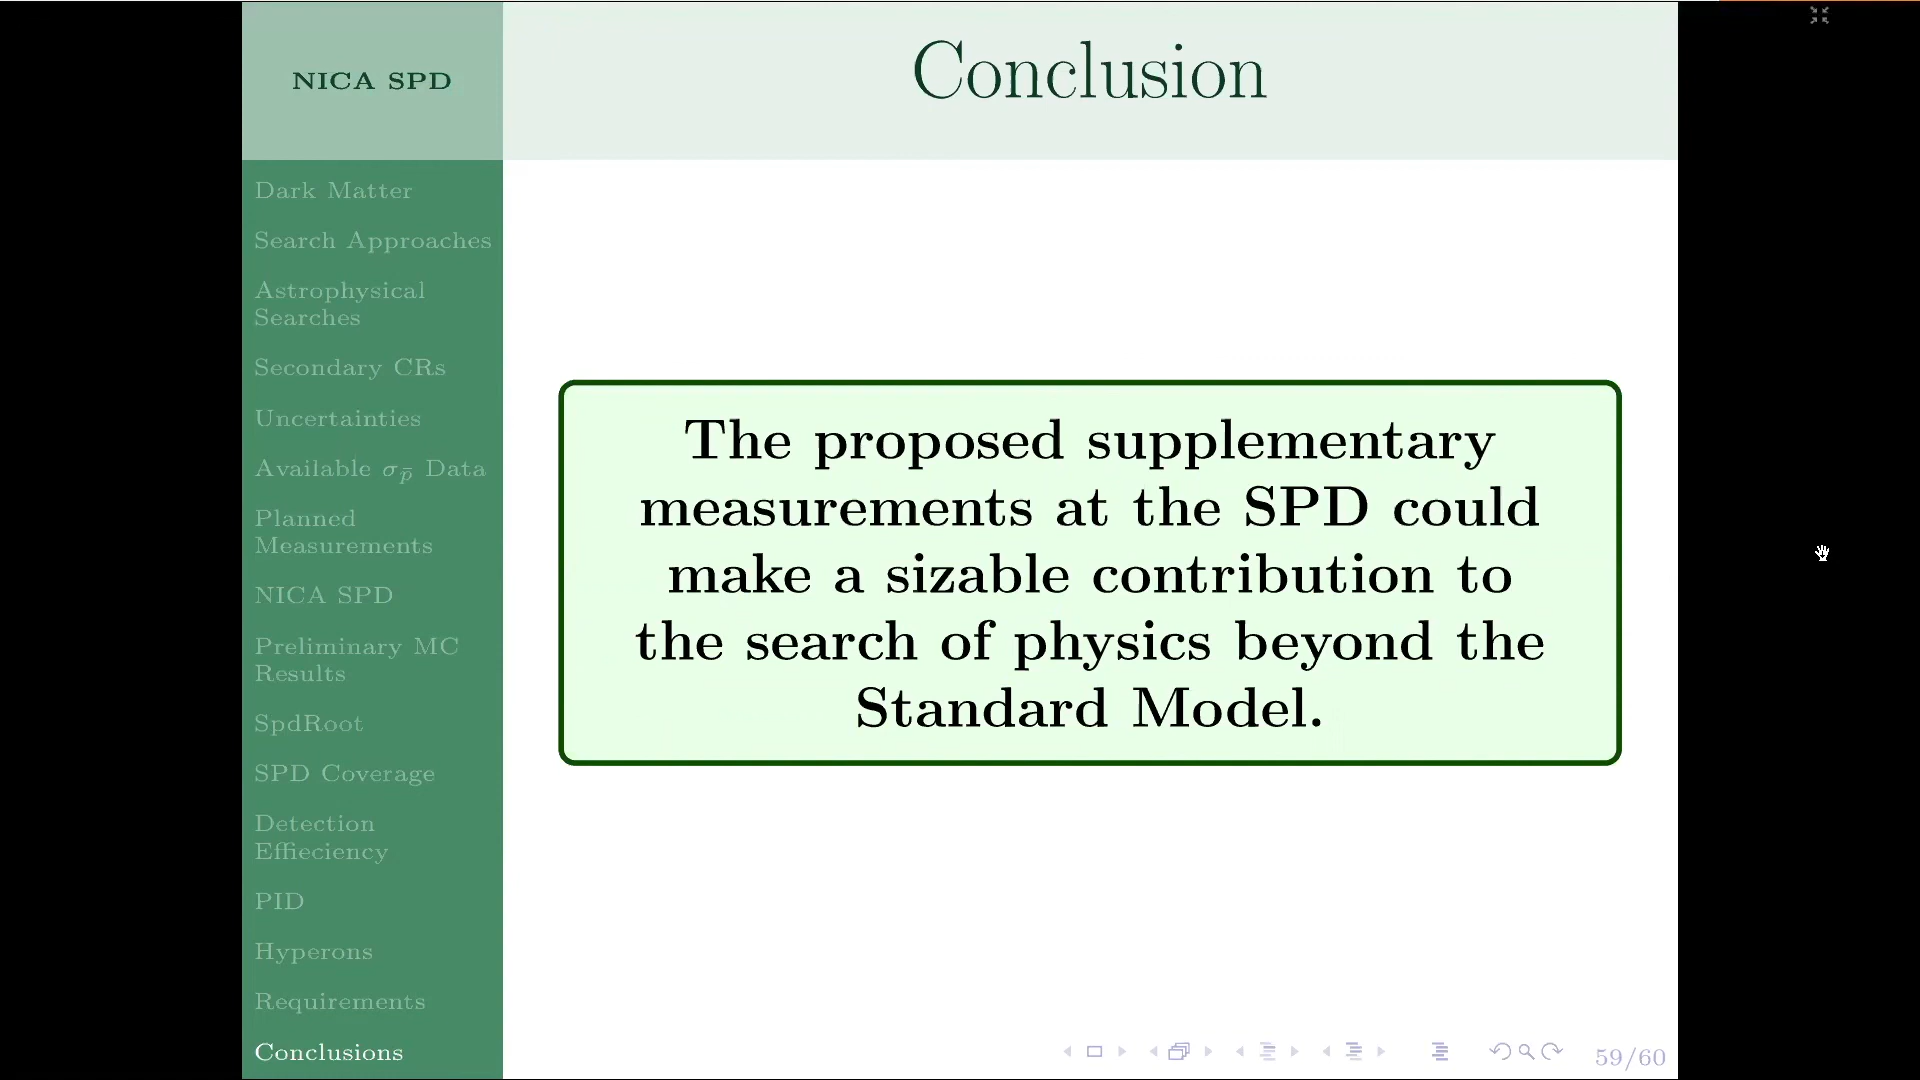 NICA SPD
Conclusion
Dark Matter
Search Approaches
Astrophysical
Searches
Secondary CRs
Uncertainties
Available σp̄ Data
Planned
Measurements
NICA SPD
Preliminary MC
Results
SpdRoot
SPD Coverage
Detection
Effieciency
PID
Hyperons
Requirements
Conclusions
The proposed supplementary
measurements at the SPD could
make a sizable contribution to
the search of physics beyond the
Standard Model.
59/60